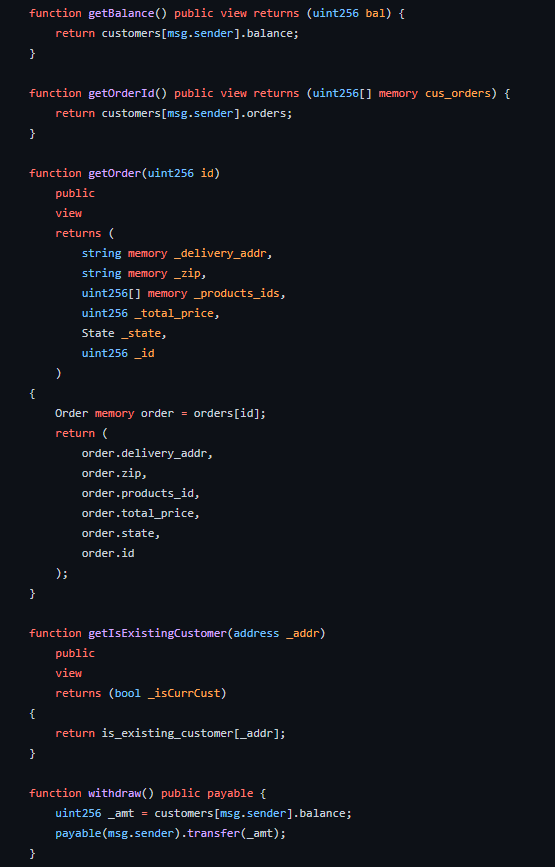 function getBalance() public view returns (uint256 bal) {
return customers[msg.sender].balance;
}
function getOrderId() public view returns (uint256[] memory cus_orders) {
return customers[msg.sender].orders;
}
function getOrder(uint256 id)
public
view
returns (
string memory _delivery_addr,
string memory _zip,
uint256[] memory _products_ids,
uint256 _total_price,
State _state,
uint256 _id
)
{
Order memory order = orders[id];
return (
order.delivery_addr,
order.zip,
order.products_id,
order.total_price,
order.state,
order.id
);
}
function getIsExistingCustomer(address _addr)
public
view
returns (bool _isCurrCust)
{
return is_existing_customer[_addr];
}
function withdraw() public payable {
uint256 _amt = customers[msg.sender].balance;
payable(msg.sender).transfer(_amt);
}